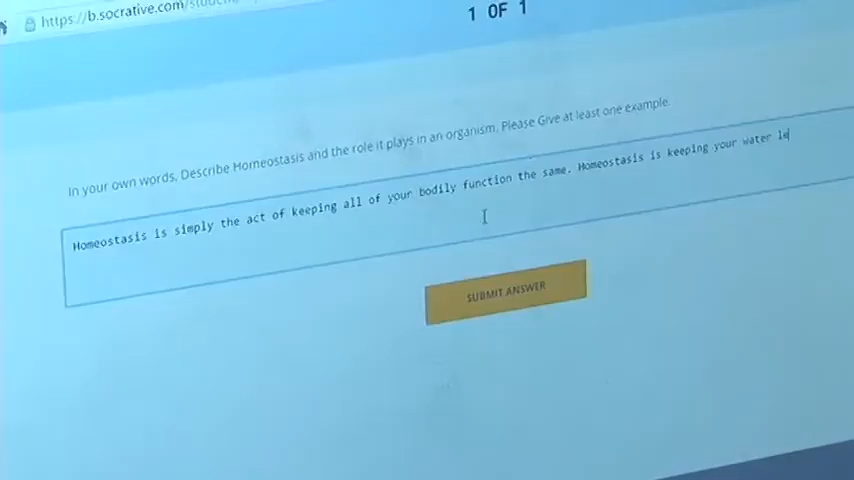 https://b.socrative.com/student/
1 OF 1
In your own words, Describe Homeostasis and the role it plays in an organism. Please Give at least one example.
Homeostasis is simply the act of keeping all of your bodily function the same. Homeostasis is keeping your water le
SUBMIT ANSWER